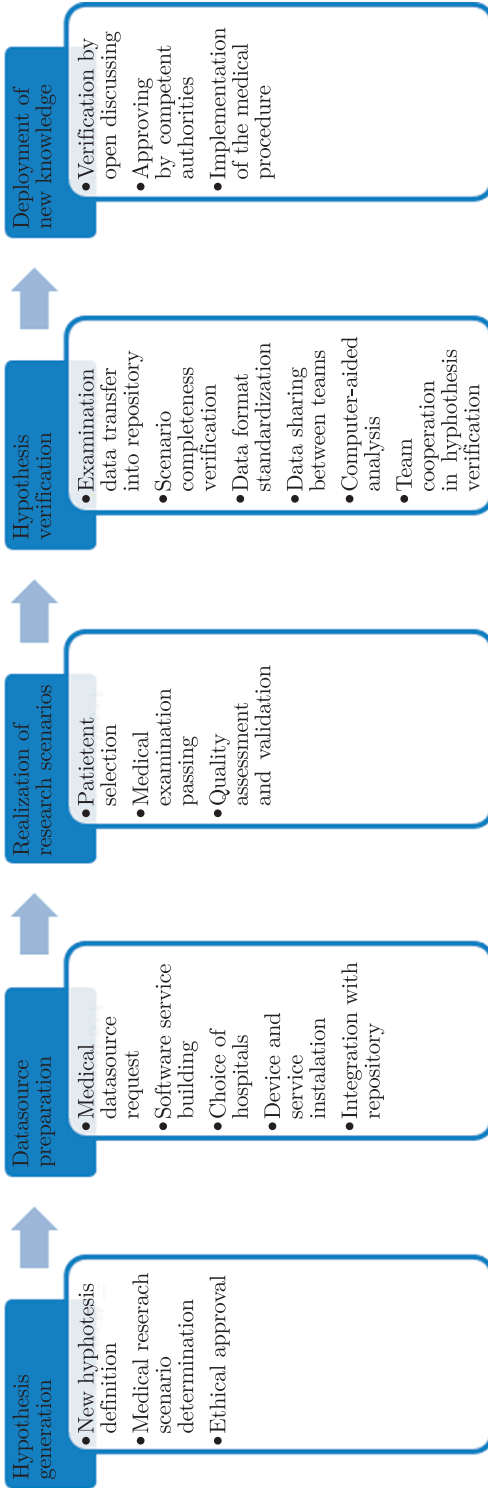 Hypothesis
generation
•New hyphotesis
definition
•Medical reserach
scenario
determination
•Ethical approval
Datasource
preparation
•Medical
datasource
request
•Software service
building
•Choice of
hospitals
•Device and
service
instalation
•Integration with
repository
Realization of
research scenarios
•Patietent
selection
•Medical
examination
passing
•Quality
assessment
and validation
Hypothesis
verification
•Examination
data transfer
into repository
•Scenario
completeness
verification
•Data format
standardization
•Data sharing
between teams
•Computer-aided
analysis
•Team
cooperation
in hyphothesis
verification
Deployment of
new knowledge
•Verification by
open discussing
•Approving
by competent
authorities
•Implementation
of the medical
procedure